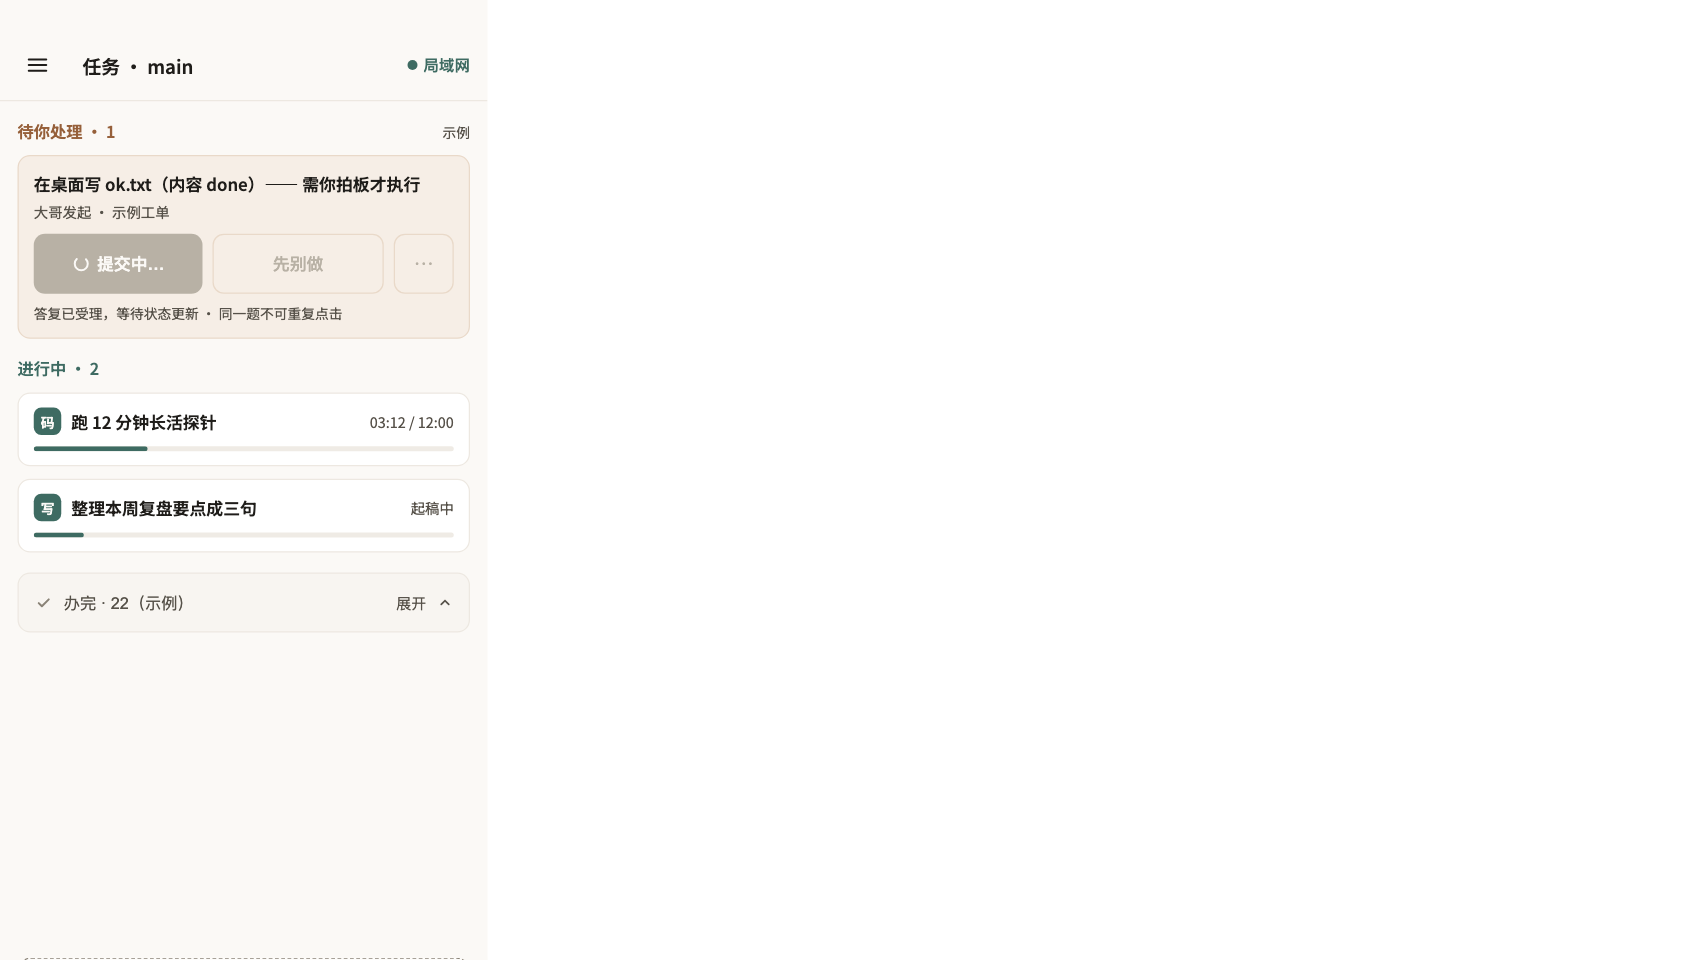 任务 · main
局域网
待你处理 · 1
示例
在桌面写 ok.txt（内容 done）—— 需你拍板才执行
大哥发起 · 示例工单
提交中...
先别做
···
答复已受理，等待状态更新 · 同一题不可重复点击
进行中 · 2
码 跑 12 分钟长活探针
03:12 / 12:00
写 整理本周复盘要点成三句
起稿中
办完 · 22（示例）
展开